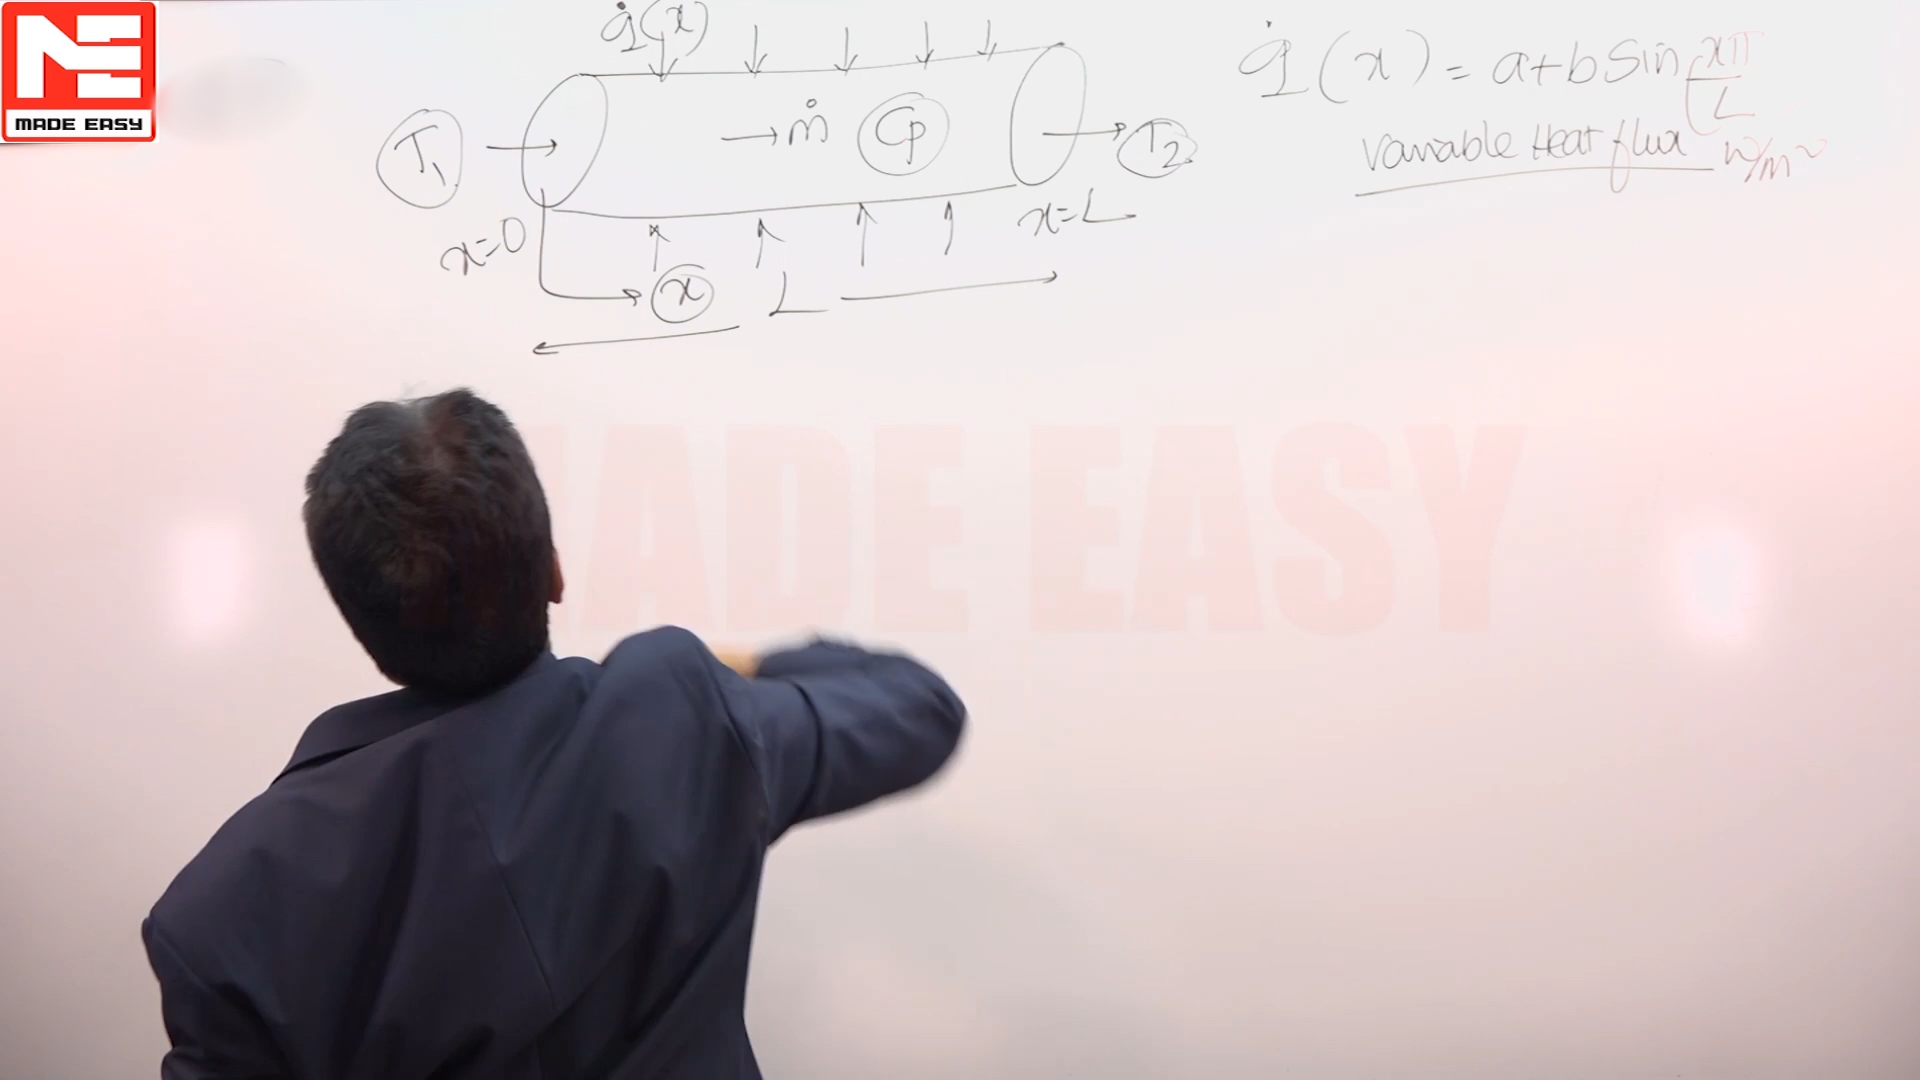 MADE EASY
q̇(x)
q̇(x) = a+b Sin(xπ/L)
Variable Heat flux W/m²
T₁ → ṁ Cp → T₂
x=0
x=L
x
L
MADE EASY